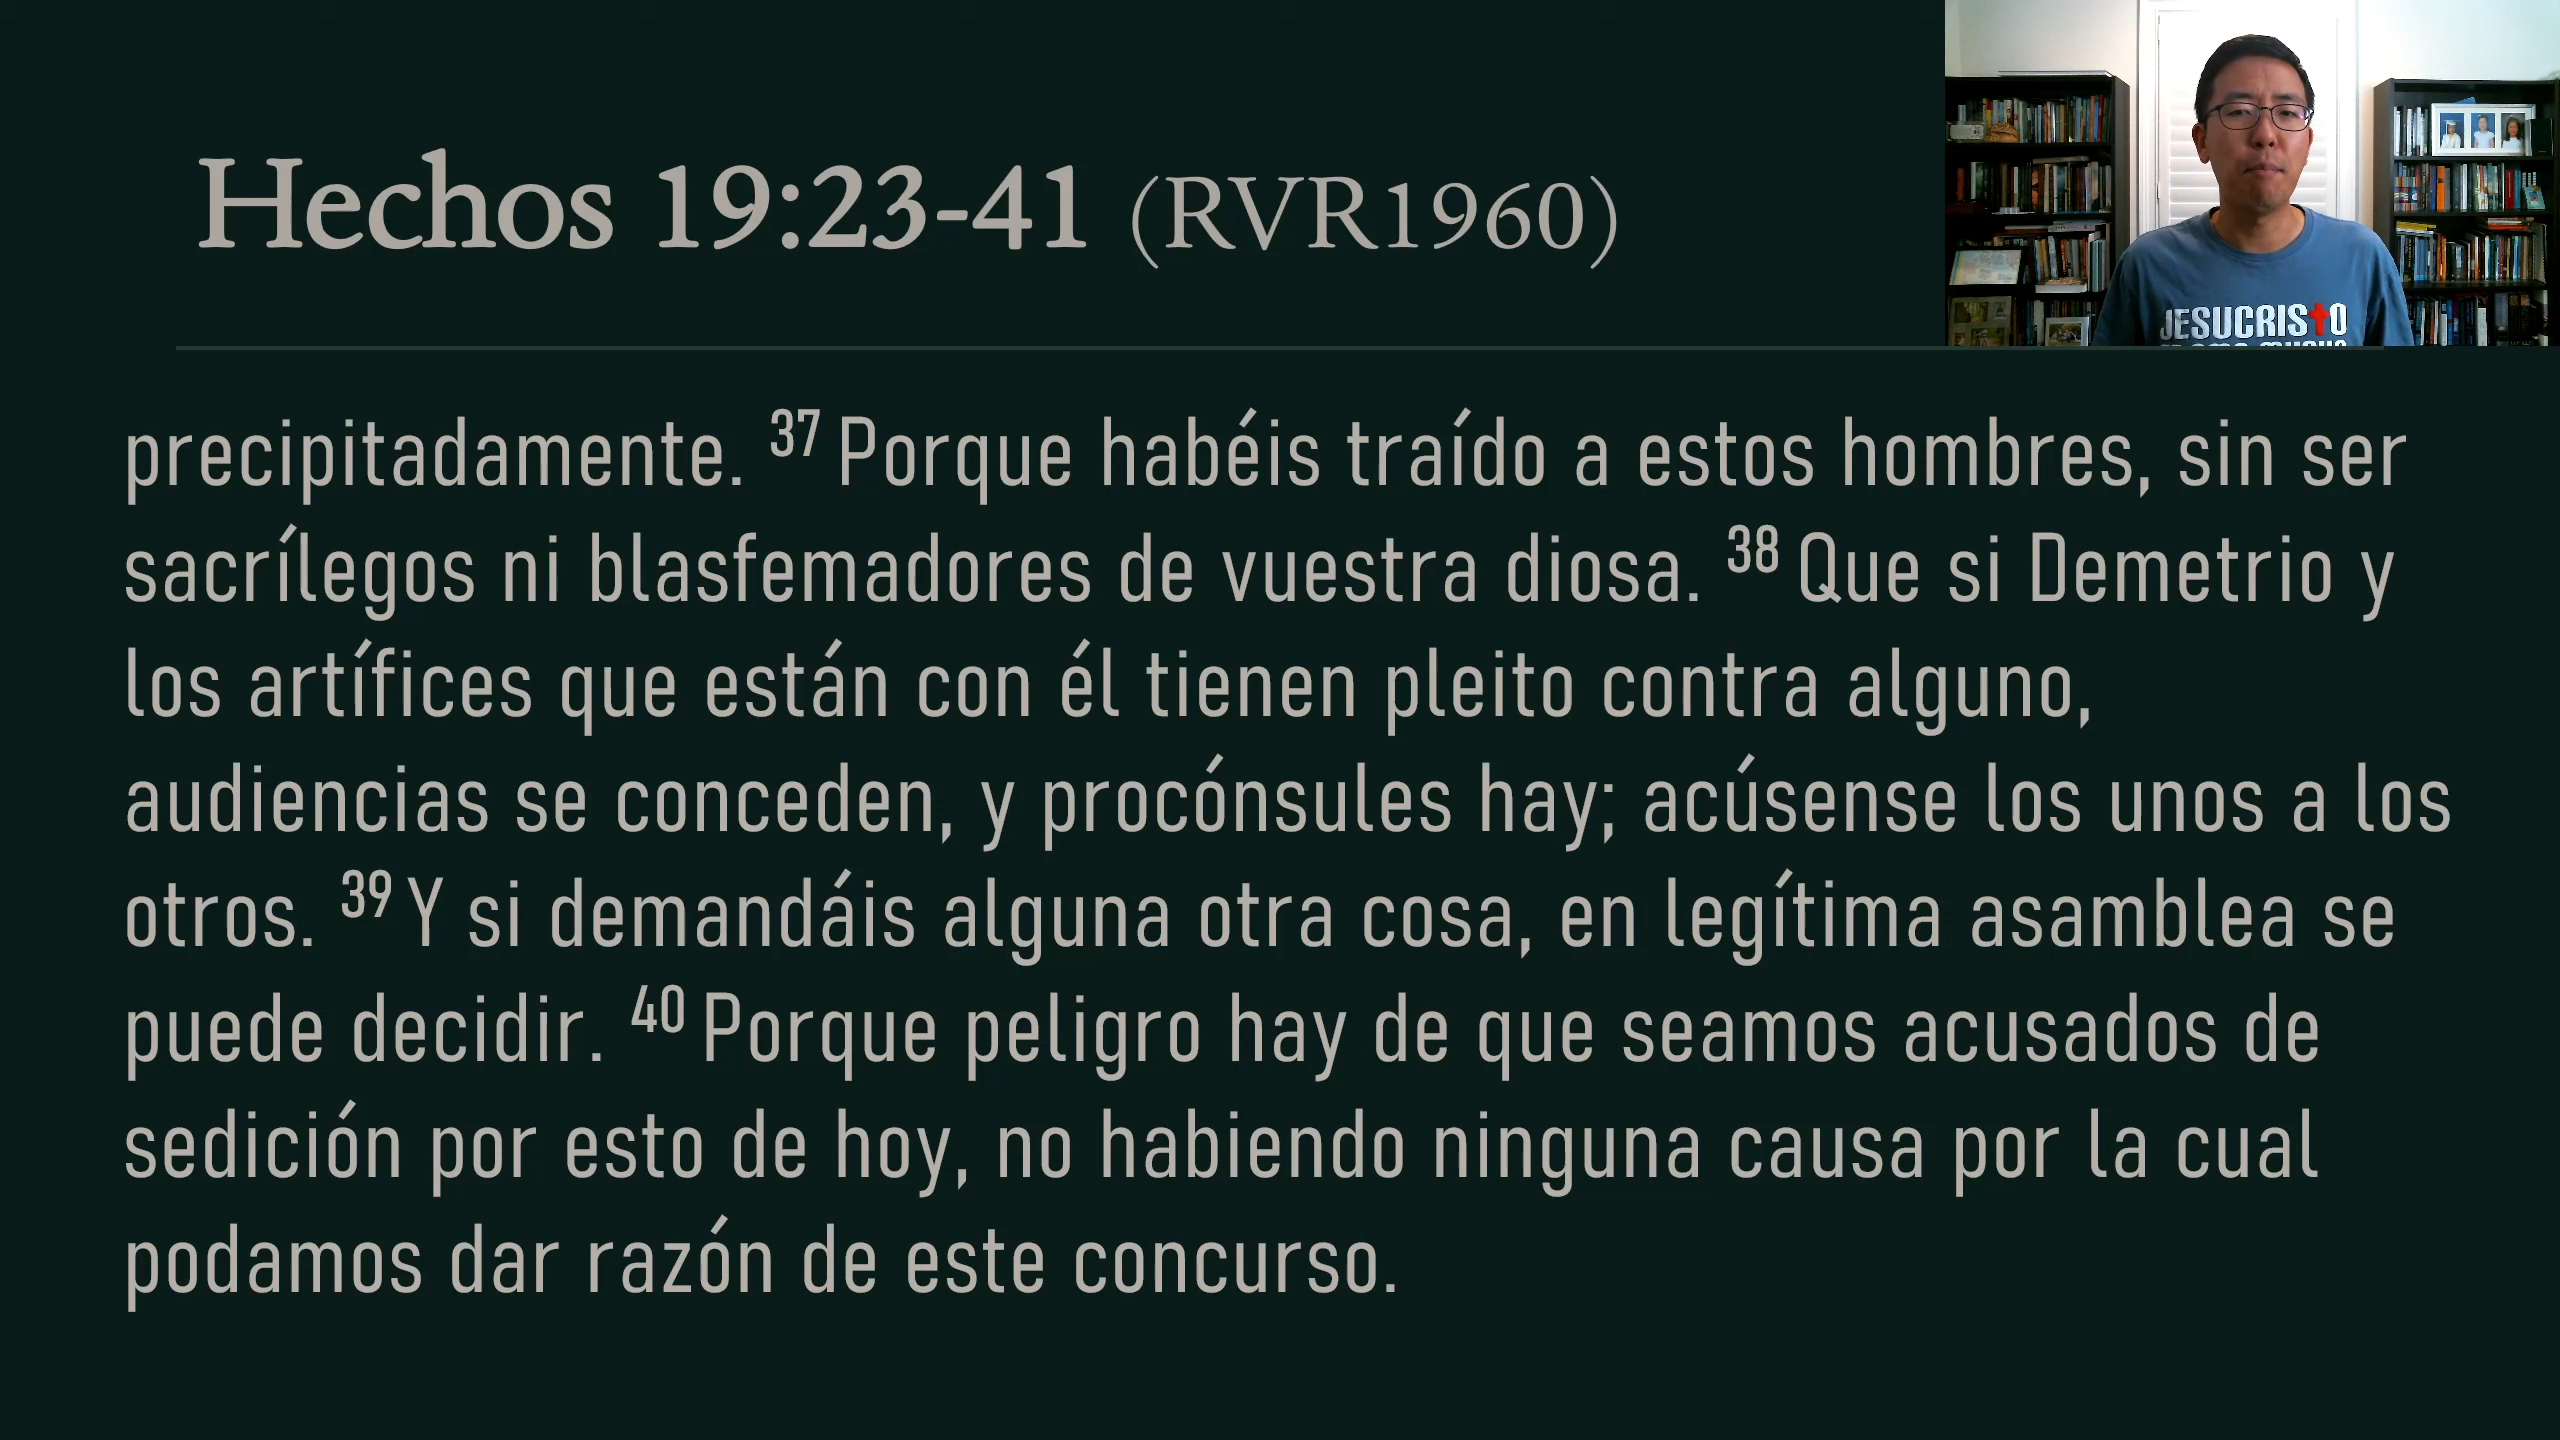 Hechos 19:23-41 (RVR1960)
JESUCRISTO
precipitadamente. 37 Porque habéis traído a estos hombres, sin ser
sacrílegos ni blasfemadores de vuestra diosa. 38 Que si Demetrio y
los artífices que están con él tienen pleito contra alguno,
audiencias se conceden, y procónsules hay; acúsense los unos a los
otros. 39 Y si demandáis alguna otra cosa, en legítima asamblea se
puede decidir. 40 Porque peligro hay de que seamos acusados de
sedición por esto de hoy, no habiendo ninguna causa por la cual
podamos dar razón de este concurso.